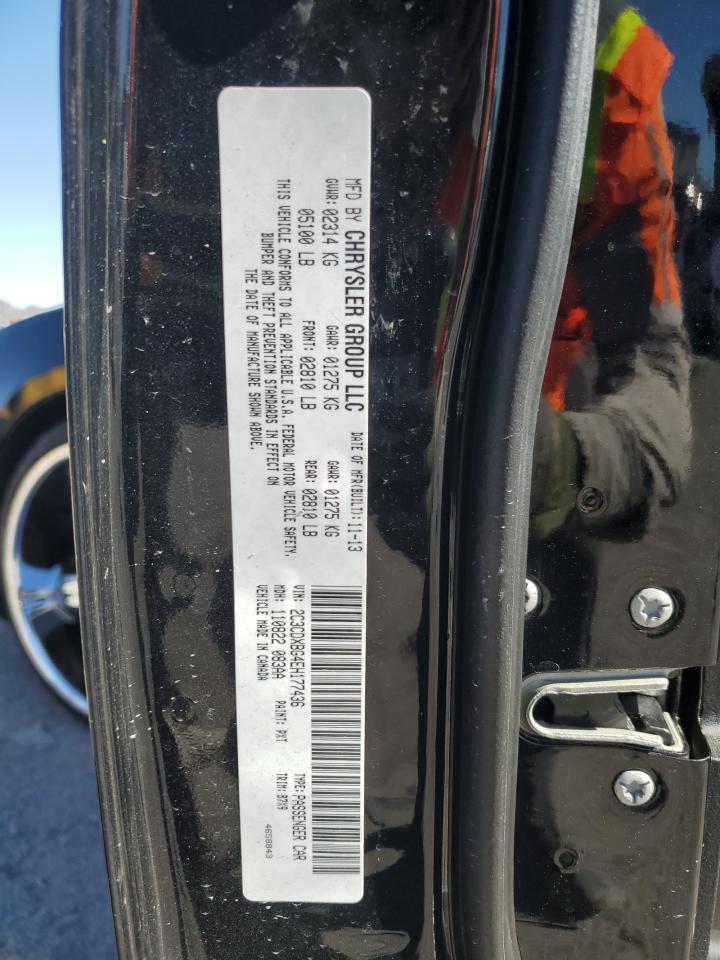 MFD BY CHRYSLER GROUP LLC DATE OF MFR(BUILT): 11-13
GVWR: 02314 KG GAWR: 01275 KG GAWR: 01275 KG
05100 LB FRONT: 02810 LB REAR: 02810 LB
THIS VEHICLE CONFORMS TO ALL APPLICABLE U.S.A. FEDERAL MOTOR VEHICLE SAFETY,
BUMPER AND THEFT PREVENTION STANDARDS IN EFFECT ON
THE DATE OF MANUFACTURE SHOWN ABOVE.
VIN: 2C3CDXBG4EH177436 TYPE: PASSENGER CAR
MDH: 110822 083AA PAINT: PXT TRIM: B7X9
VEHICLE MADE IN CANADA 4658843